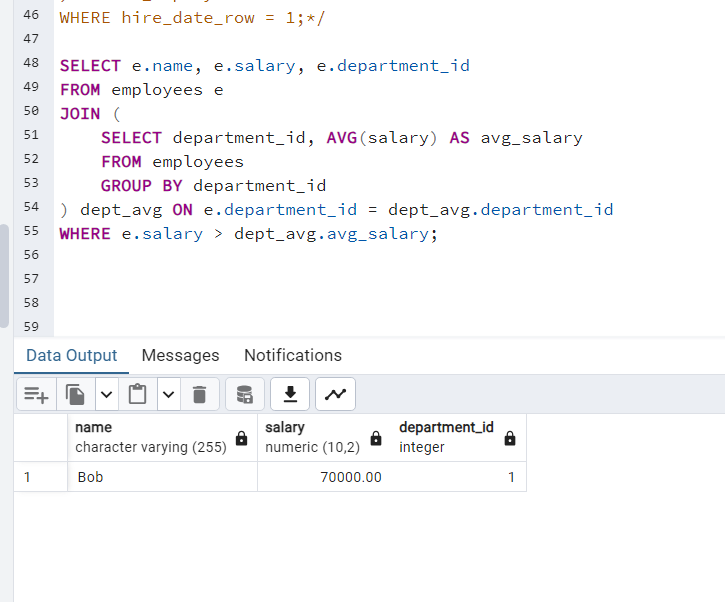 46 WHERE hire_date_row = 1;*/
47
48 SELECT e.name, e.salary, e.department_id
49 FROM employees e
50 JOIN (
51 SELECT department_id, AVG(salary) AS avg_salary
52 FROM employees
53 GROUP BY department_id
54 ) dept_avg ON e.department_id = dept_avg.department_id
55 WHERE e.salary > dept_avg.avg_salary;
56
57
58
59
Data Output Messages Notifications
name salary department_id
character varying (255) numeric (10,2) integer
1 Bob 70000.00 1